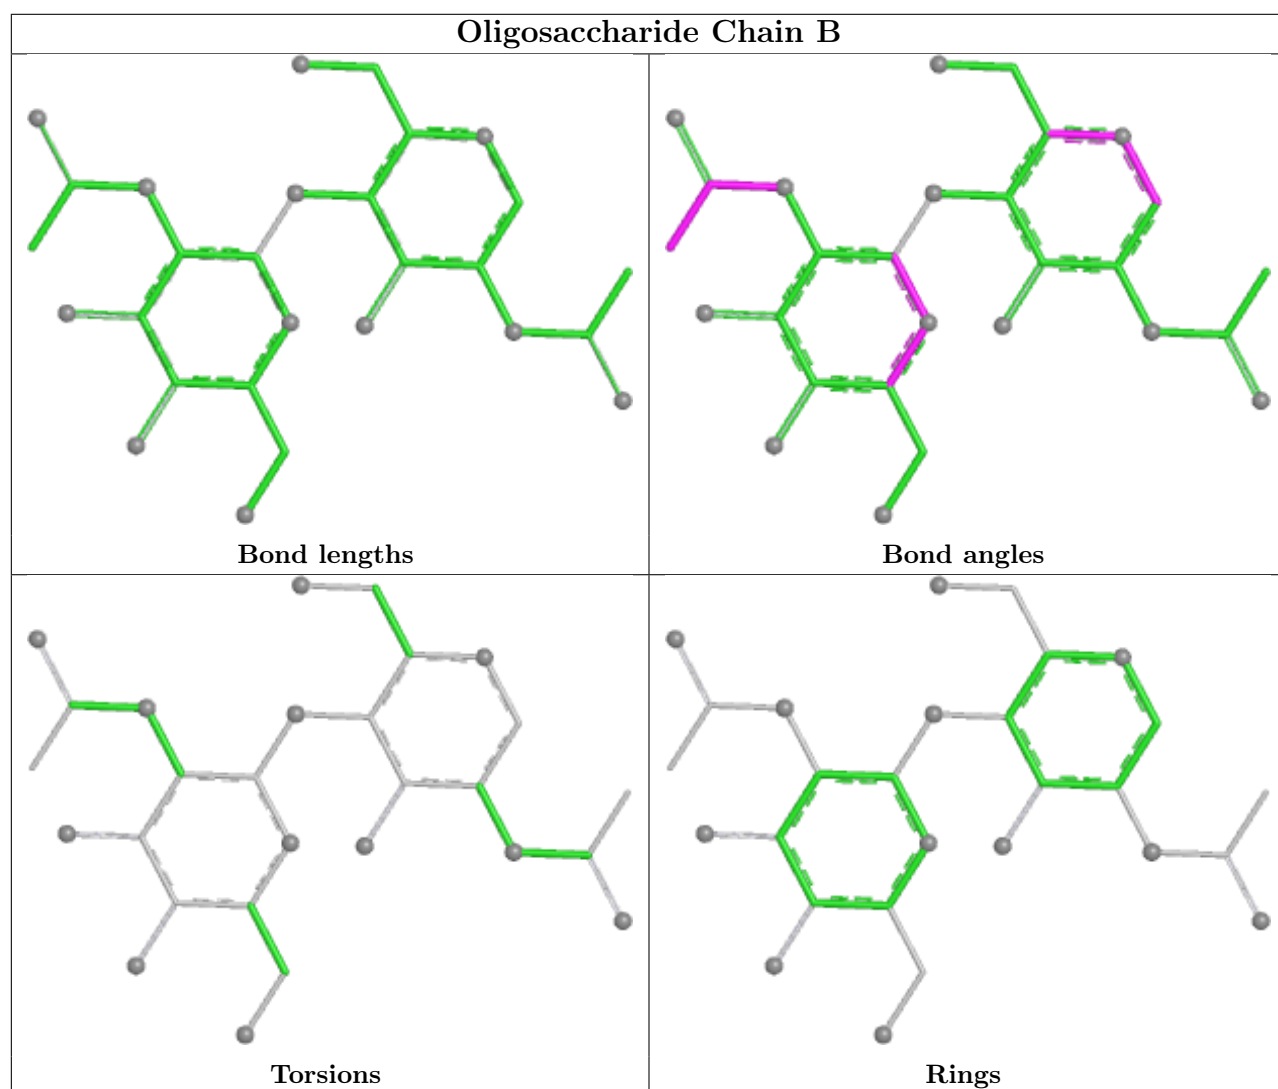 Oligosaccharide Chain B
Bond lengths
Bond angles
Torsions
Rings